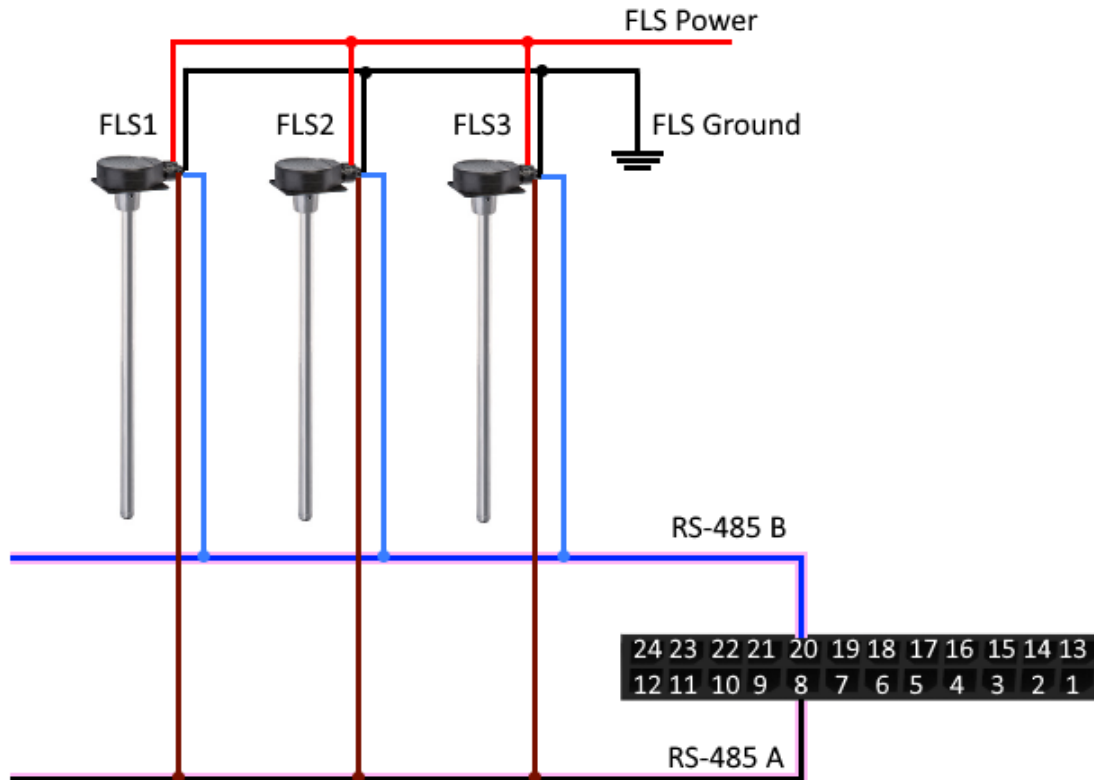 FLS Power
FLS1 FLS2 FLS3 FLS Ground
RS-485 B
24 23 22 21 20 19 18 17 16 15 14 13
12 11 10 9 8 7 6 5 4 3 2 1
RS-485 A